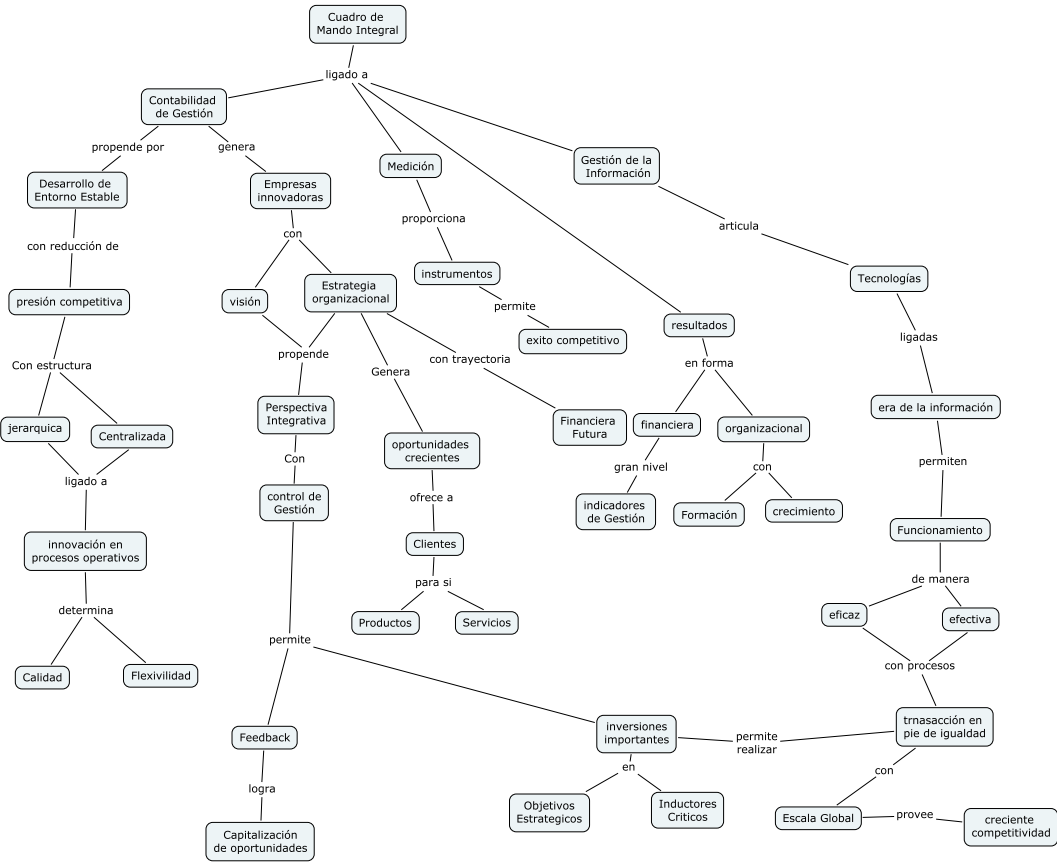 Cuadro de
Mando Integral
ligado a
Contabilidad
de Gestión
propende por
genera
Medición
Gestión de la
Información
Desarrollo de
Entorno Estable
Empresas
innovadoras
proporciona
articula
con reducción de
con
instrumentos
Tecnologías
presión competitiva
visión
Estrategia
organizacional
permite
exito competitivo
resultados
ligadas
Con estructura
propende
Genera
con trayectoria
en forma
jerarquica
Centralizada
Perspectiva
Integrativa
Financiera
Futura
financiera
organizacional
era de la información
oportunidades
crecientes
ligado a
Con
gran nivel
con
permiten
control de
Gestión
ofrece a
indicadores
de Gestión
Formación
crecimiento
innovación en
procesos operativos
Clientes
Funcionamiento
determina
para si
de manera
Productos
Servicios
eficaz
efectiva
permite
con procesos
Calidad
Flexivilidad
Feedback
inversiones
importantes
permite
realizar
trnasacción en
pie de igualdad
logra
en
con
Objetivos
Estrategicos
Inductores
Criticos
Escala Global
provee
creciente
competitividad
Capitalización
de oportunidades